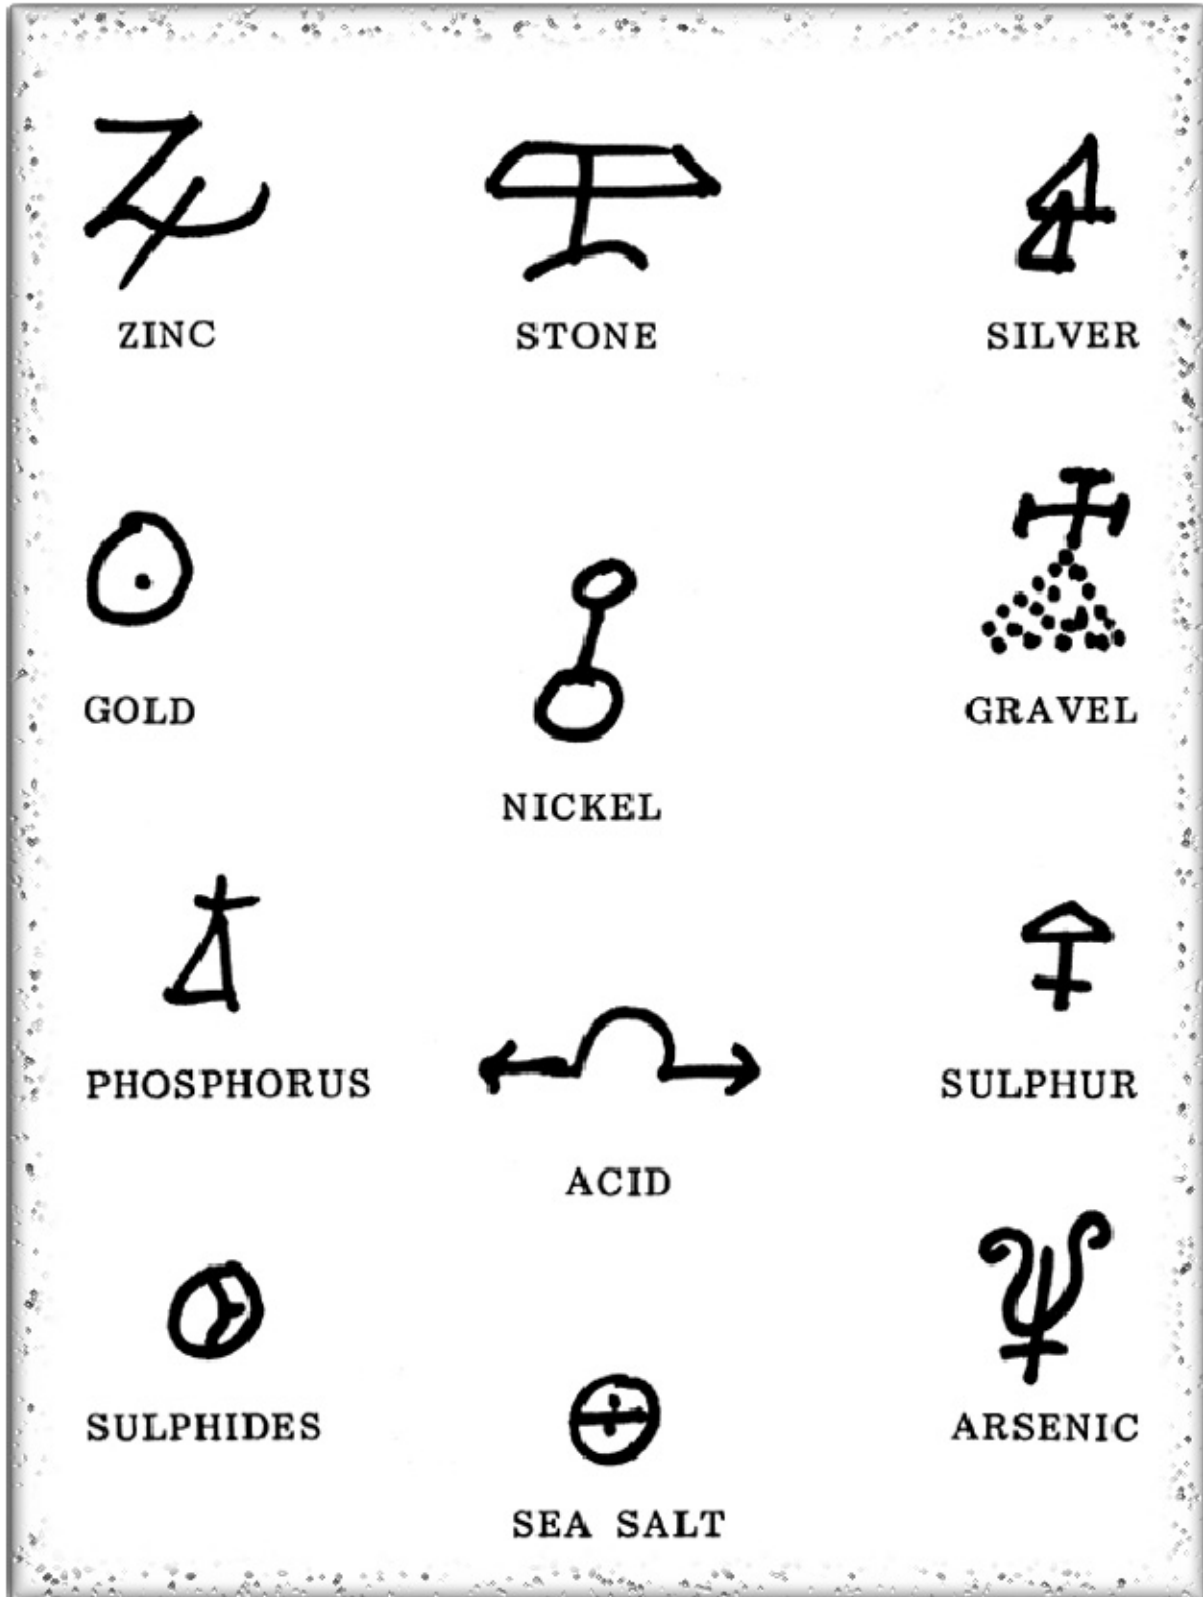 ZINC
STONE
SILVER
GOLD
NICKEL
GRAVEL
PHOSPHORUS
ACID
SULPHUR
SULPHIDES
SEA SALT
ARSENIC